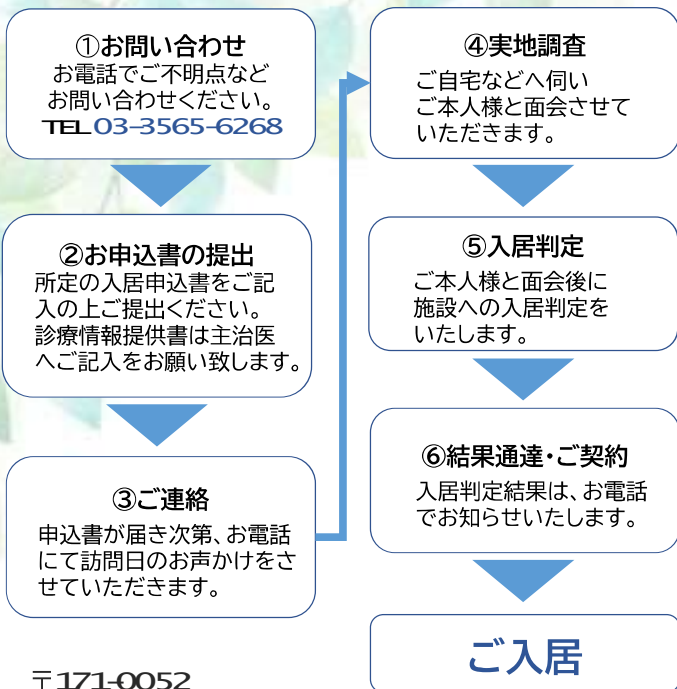 ①お問い合わせ
お電話でご不明点など
お問い合わせください。
TEL 03-3565-6268
②お申込書の提出
所定の入居申込書をご記
入の上ご提出ください。
診療情報提供書は主治医
へご記入をお願い致します。
③ご連絡
申込書が届き次第、お電話
にて訪問日のお声かけをさ
せていただきます。
④実地調査
ご自宅などへ伺い
ご本人様と面会させて
いただきます。
⑤入居判定
ご本人様と面会後に
施設への入居判定を
いたします。
⑥結果通達・ご契約
入居判定結果は、お電話
でお知らせいたします。
ご入居
〒171-0052